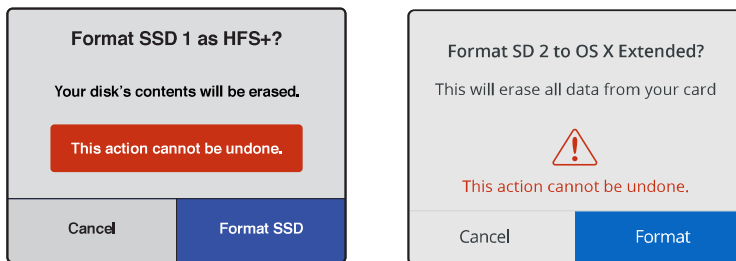 Format SSD 1 as HFS+?
Your disk's contents will be erased.
This action cannot be undone.
Cancel
Format SSD
Format SD 2 to OS X Extended?
This will erase all data from your card
This action cannot be undone.
Cancel
Format